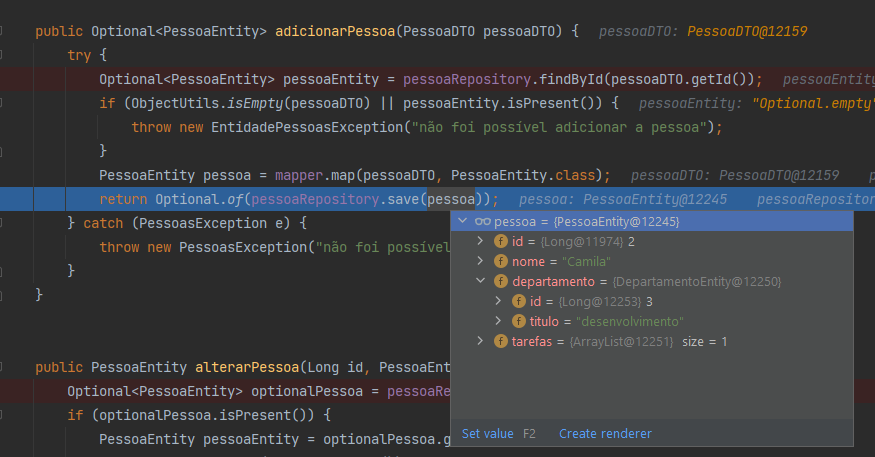 public Optional<PessoaEntity> adicionarPessoa(PessoaDTO pessoaDTO) { pessoaDTO: PessoaDTO@12159
try {
Optional<PessoaEntity> pessoaEntity = pessoaRepository.findById(pessoaDTO.getId()); pessoaEntity
if (ObjectUtils.isEmpty(pessoaDTO) || pessoaEntity.isPresent()) { pessoaEntity: "Optional.empty"
throw new EntidadePessoasException("não foi possível adicionar a pessoa");
}
PessoaEntity pessoa = mapper.map(pessoaDTO, PessoaEntity.class); pessoaDTO: PessoaDTO@12159 p
return Optional.of(pessoaRepository.save(pessoa)); pessoa: PessoaEntity@12245 pessoaRepositor
} catch (PessoasException e) {
throw new PessoasException("não foi possível
}
}
pessoa = {PessoaEntity@12245}
id = {Long@11974} 2
nome = "Camila"
departamento = {DepartamentoEntity@12250}
id = {Long@12253} 3
titulo = "desenvolvimento"
tarefas = {ArrayList@12251} size = 1
Set value F2 Create renderer
public PessoaEntity alterarPessoa(Long id, PessoaEnt
Optional<PessoaEntity> optionalPessoa = pessoaRe
if (optionalPessoa.isPresent()) {
PessoaEntity pessoaEntity = optionalPessoa.g